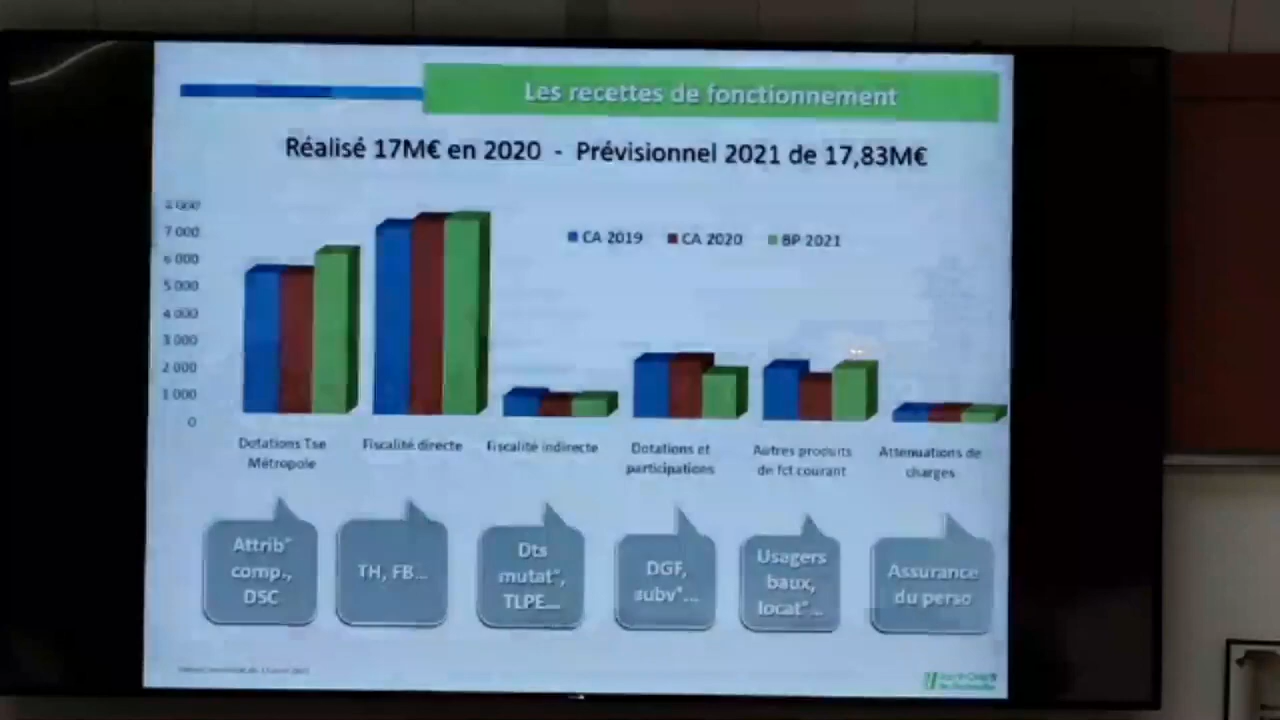 Les recettes de fonctionnement
Réalisé 17M€ en 2020 - Prévisionnel 2021 de 17,83M€
8 000
7 000
6 000
5 000
4 000
3 000
2 000
1 000
0
CA 2019 CA 2020 BP 2021
Dotations Tse
Métropole
Fiscalité directe
Fiscalité indirecte
Dotations et
participations
Autres produits
de fct courant
Attenuations de
charges
Attrib°
comp.,
DSC
TH, FB...
Dts
mutat°,
TLPE...
DGF,
subv°...
Usagers
baux,
locat°...
Assurance
du perso